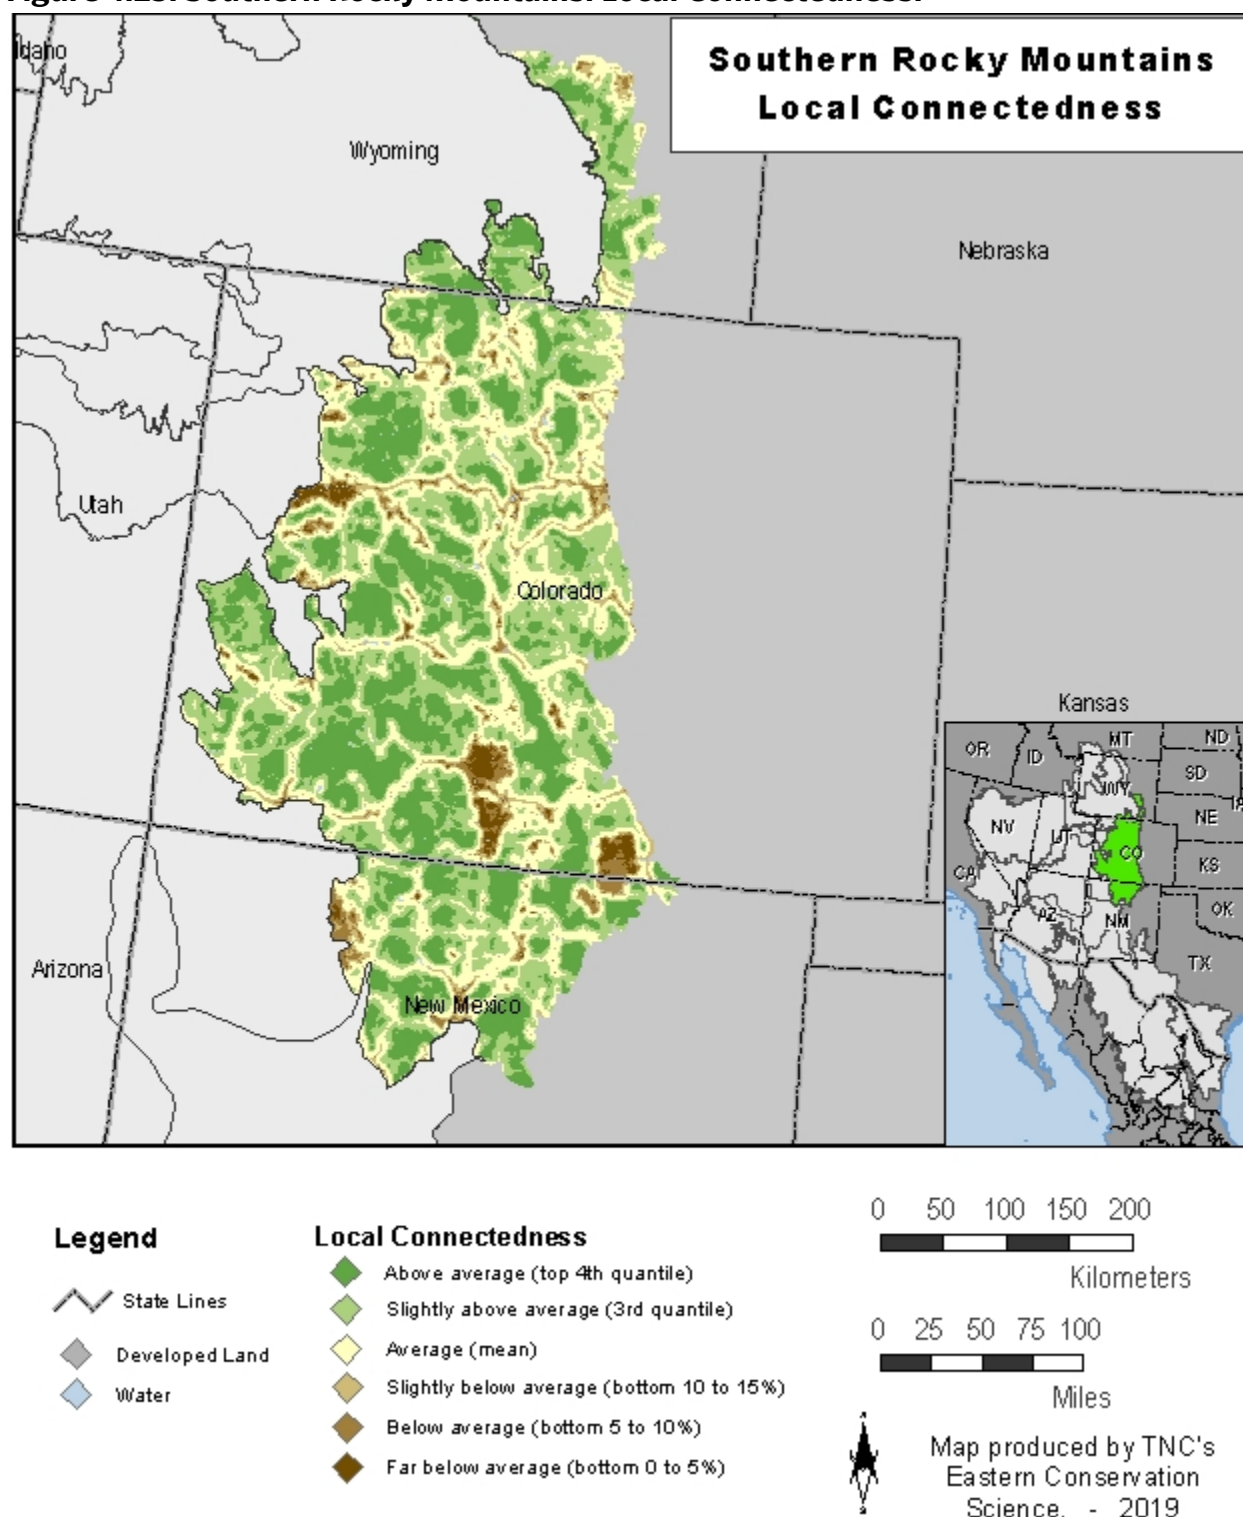 Southern Rocky Mountains
Local Connectedness
Idaho
Wyoming
Nebraska
Utah
Colorado
Kansas
Arizona
New Mexico
OR
ID
MT
ND
SD
WY
IA
NV
UT
NE
CO
CA
KS
AZ
NM
OK
TX
Legend
State Lines
Developed Land
Water
Local Connectedness
Above average (top 4th quantile)
Slightly above average (3rd quantile)
Average (mean)
Slightly below average (bottom 10 to 15%)
Below average (bottom 5 to 10%)
Far below average (bottom 0 to 5%)
0 50 100 150 200
Kilometers
0 25 50 75 100
Miles
Map produced by TNC's
Eastern Conservation
Science. - 2019